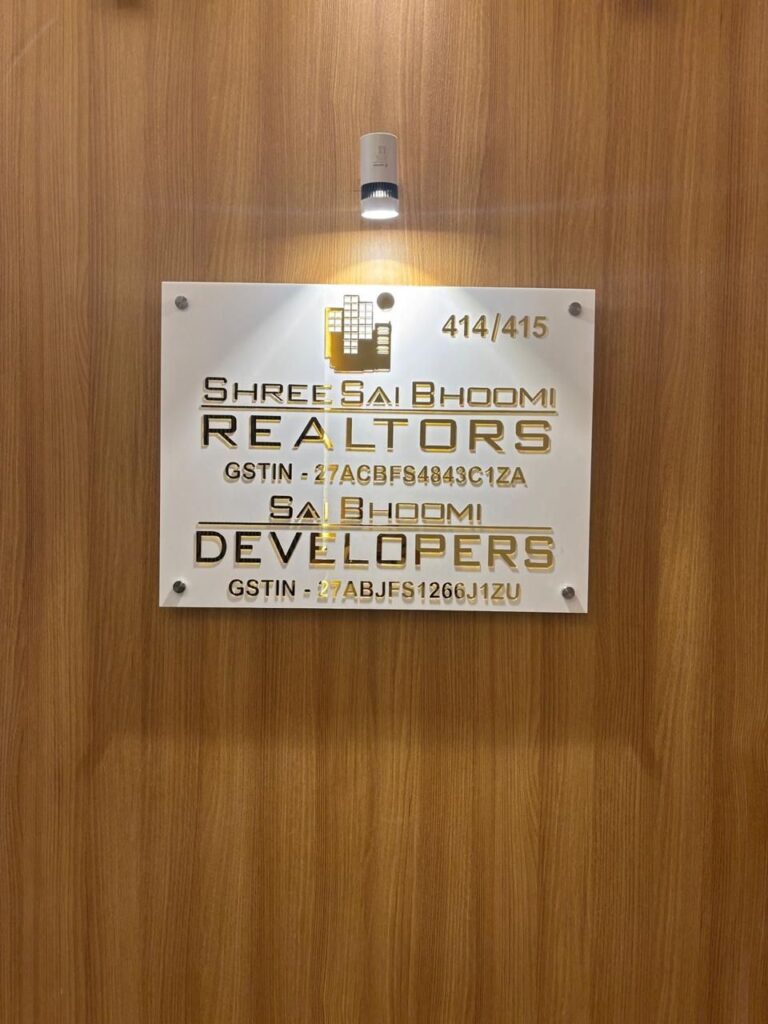 414/415
SHREE SAI BHOOMI
REALTORS
GSTIN - 27ACBFS4843C1ZA
SAI BHOOMI
DEVELOPERS
GSTIN - 27ABJFS1266J1ZU